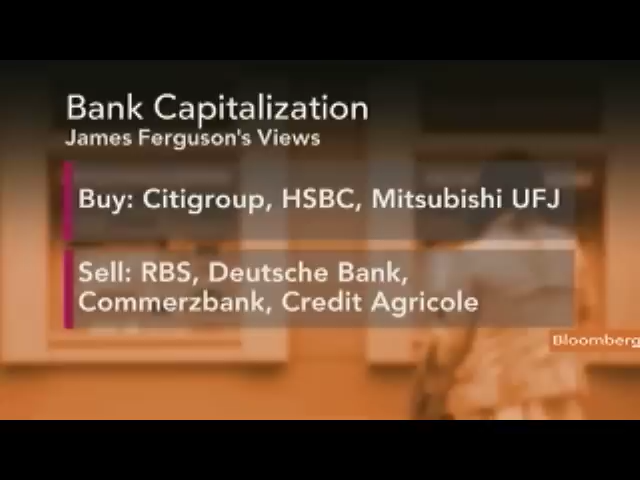 Bank Capitalization
James Ferguson's Views
Buy: Citigroup, HSBC, Mitsubishi UFJ
Sell: RBS, Deutsche Bank,
Commerzbank, Credit Agricole
Bloomberg